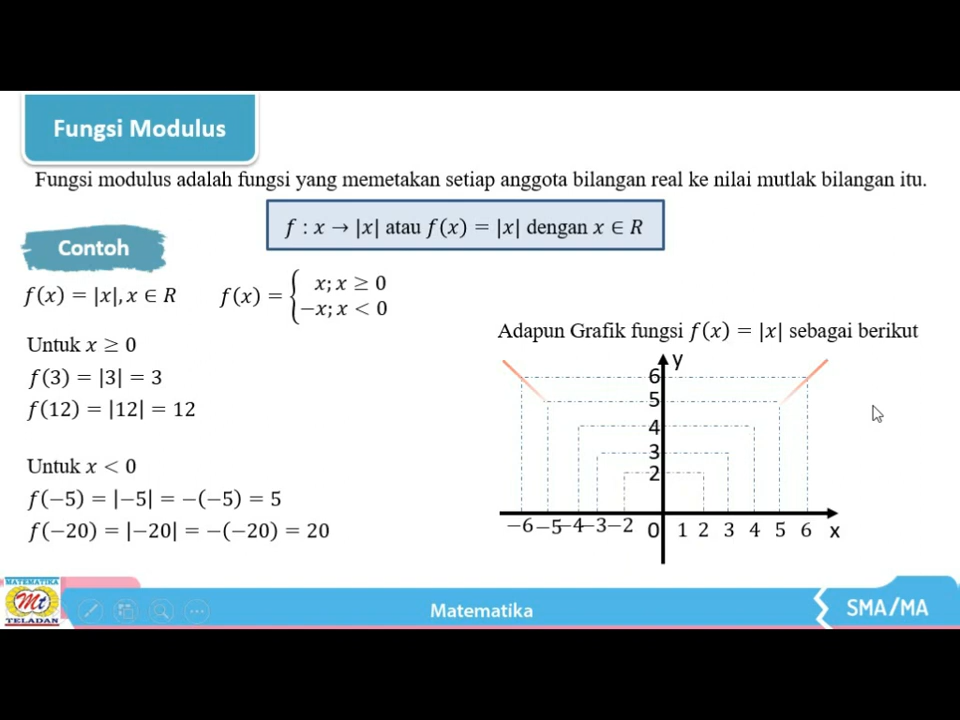 Fungsi Modulus
Fungsi modulus adalah fungsi yang memetakan setiap anggota bilangan real ke nilai mutlak bilangan itu.
f : x → |x| atau f(x) = |x| dengan x ∈ R
Contoh
f(x) = |x|, x ∈ R
f(x) = { x; x ≥ 0
−x; x < 0
Untuk x ≥ 0
f(3) = |3| = 3
f(12) = |12| = 12
Untuk x < 0
f(−5) = |−5| = −(−5) = 5
f(−20) = |−20| = −(−20) = 20
Adapun Grafik fungsi f(x) = |x| sebagai berikut
y
6
5
4
3
2
−6 −5 −4 −3 −2 0 1 2 3 4 5 6 x
MATEMATIKA
Mt
TELADAN
Matematika
SMA/MA